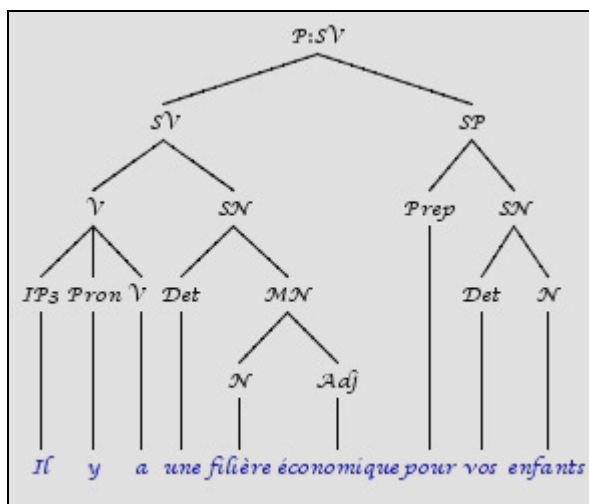 P:SV
SV SP
V SN Prep SN
IP3 Pron V Det MN Det N
N Adj
Il y a une filière économique pour vos enfants